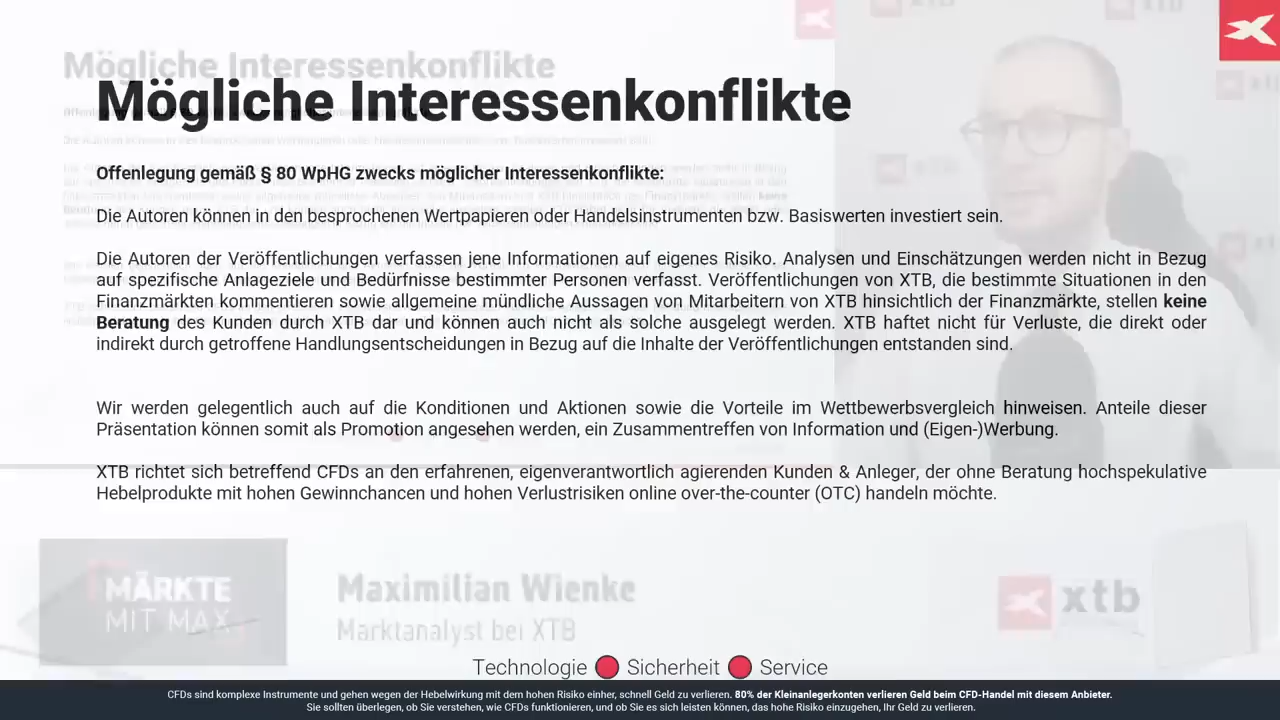 Mögliche Interessenkonflikte
Mögliche Interessenkonflikte
Offenlegung gemäß § 80 WpHG zwecks möglicher Interessenkonflikte:
Die Autoren können in den besprochenen Wertpapieren oder Handelsinstrumenten bzw. Basiswerten investiert sein.
Die Autoren der Veröffentlichungen verfassen jene Informationen auf eigenes Risiko. Analysen und Einschätzungen werden nicht in Bezug
auf spezifische Anlageziele und Bedürfnisse bestimmter Personen verfasst. Veröffentlichungen von XTB, die bestimmte Situationen in den
Finanzmärkten kommentieren sowie allgemeine mündliche Aussagen von Mitarbeitern von XTB hinsichtlich der Finanzmärkte, stellen keine
Beratung des Kunden durch XTB dar und können auch nicht als solche ausgelegt werden. XTB haftet nicht für Verluste, die direkt oder
indirekt durch getroffene Handlungsentscheidungen in Bezug auf die Inhalte der Veröffentlichungen entstanden sind.
Wir werden gelegentlich auch auf die Konditionen und Aktionen sowie die Vorteile im Wettbewerbsvergleich hinweisen. Anteile dieser
Präsentation können somit als Promotion angesehen werden, ein Zusammentreffen von Information und (Eigen-)Werbung.
XTB richtet sich betreffend CFDs an den erfahrenen, eigenverantwortlich agierenden Kunden & Anleger, der ohne Beratung hochspekulative
Hebelprodukte mit hohen Gewinnchancen und hohen Verlustrisiken online over-the-counter (OTC) handeln möchte.
MÄRKTE
MIT MAX
Maximilian Wienke
Marktanalyst bei XTB
xtb
Technologie Sicherheit Service
CFDs sind komplexe Instrumente und gehen wegen der Hebelwirkung mit dem hohen Risiko einher, schnell Geld zu verlieren. 80% der Kleinanlegerkonten verlieren Geld beim CFD-Handel mit diesem Anbieter.
Sie sollten überlegen, ob Sie verstehen, wie CFDs funktionieren, und ob Sie es sich leisten können, das hohe Risiko einzugehen, Ihr Geld zu verlieren.